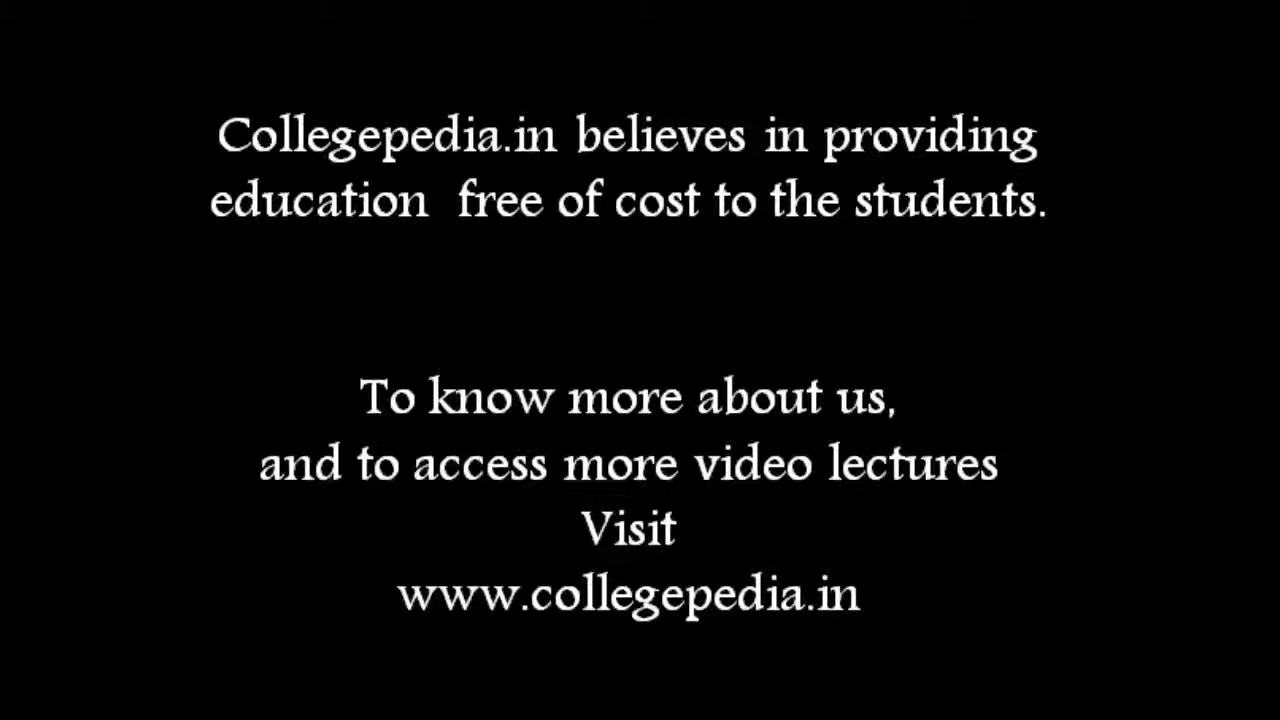 Collegepedia.in believes in providing
education free of cost to the students.
To know more about us,
and to access more video lectures
Visit
www.collegepedia.in